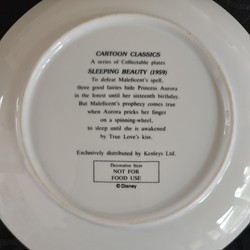 CARTOON CLASSICS
A series of Collectable plates
SLEEPING BEAUTY (1959)
To defeat Maleficent's spell,
three good fairies hide Princess Aurora
in the forest until her sixteenth birthday.
But Maleficent's prophecy comes true
when Aurora pricks her finger
on a spinning-wheel,
to sleep until she is awakened
by True Love's kiss.
Exclusively distributed by Kenleys Ltd.
Decorative Item
NOT FOR
FOOD USE
© Disney